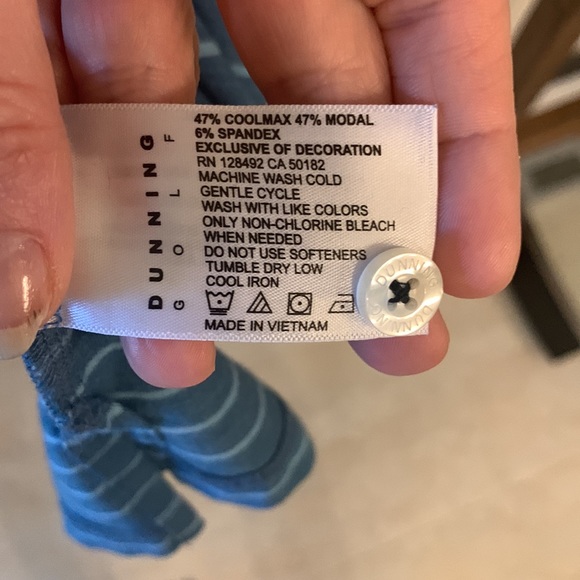 DUNNING
GOLF
47% COOLMAX 47% MODAL
6% SPANDEX
EXCLUSIVE OF DECORATION
RN 128492 CA 50182
MACHINE WASH COLD
GENTLE CYCLE
WASH WITH LIKE COLORS
ONLY NON-CHLORINE BLEACH
WHEN NEEDED
DO NOT USE SOFTENERS
TUMBLE DRY LOW
COOL IRON
MADE IN VIETNAM
DUNNING
DUNNING